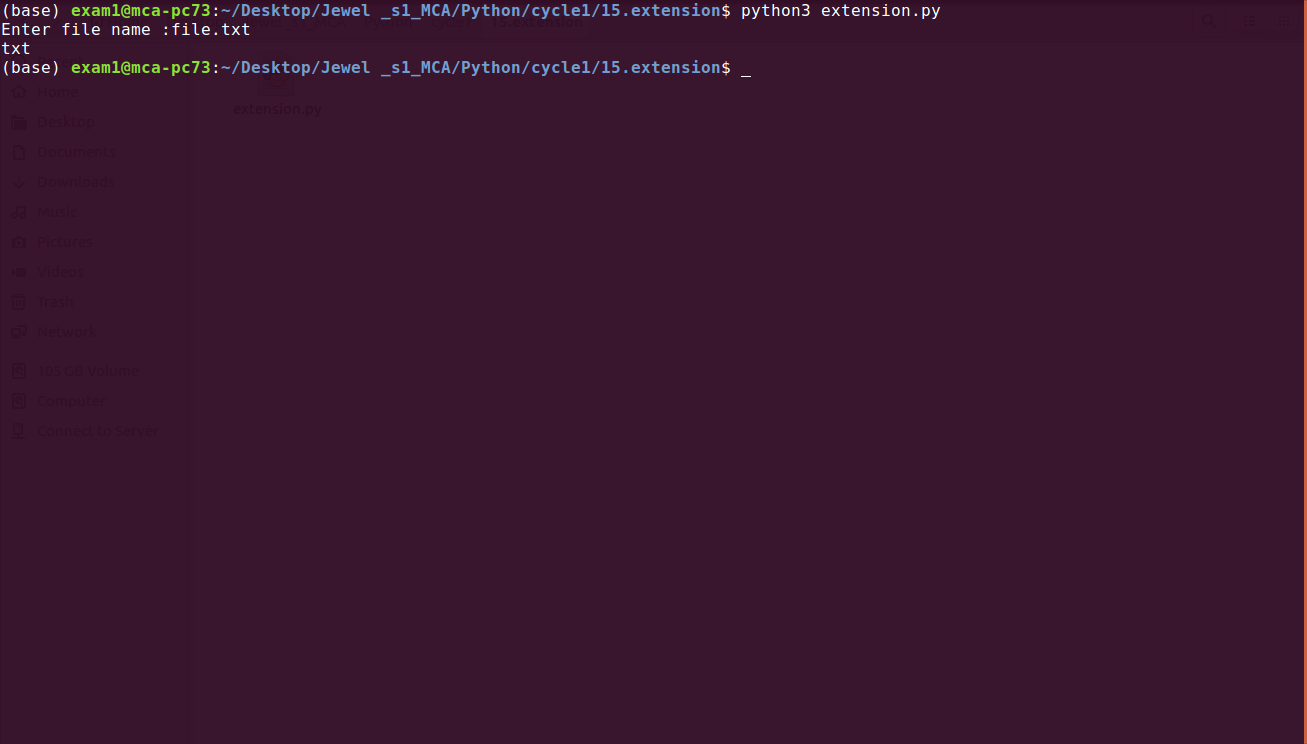 (base) exam1@mca-pc73:~/Desktop/Jewel _s1_MCA/Python/cycle1/15.extension$ python3 extension.py
Enter file name :file.txt
txt
(base) exam1@mca-pc73:~/Desktop/Jewel _s1_MCA/Python/cycle1/15.extension$ _
Home
extension.py
Desktop
Documents
Downloads
Music
Pictures
Videos
Trash
Network
105 GB Volume
Computer
Connect to Server